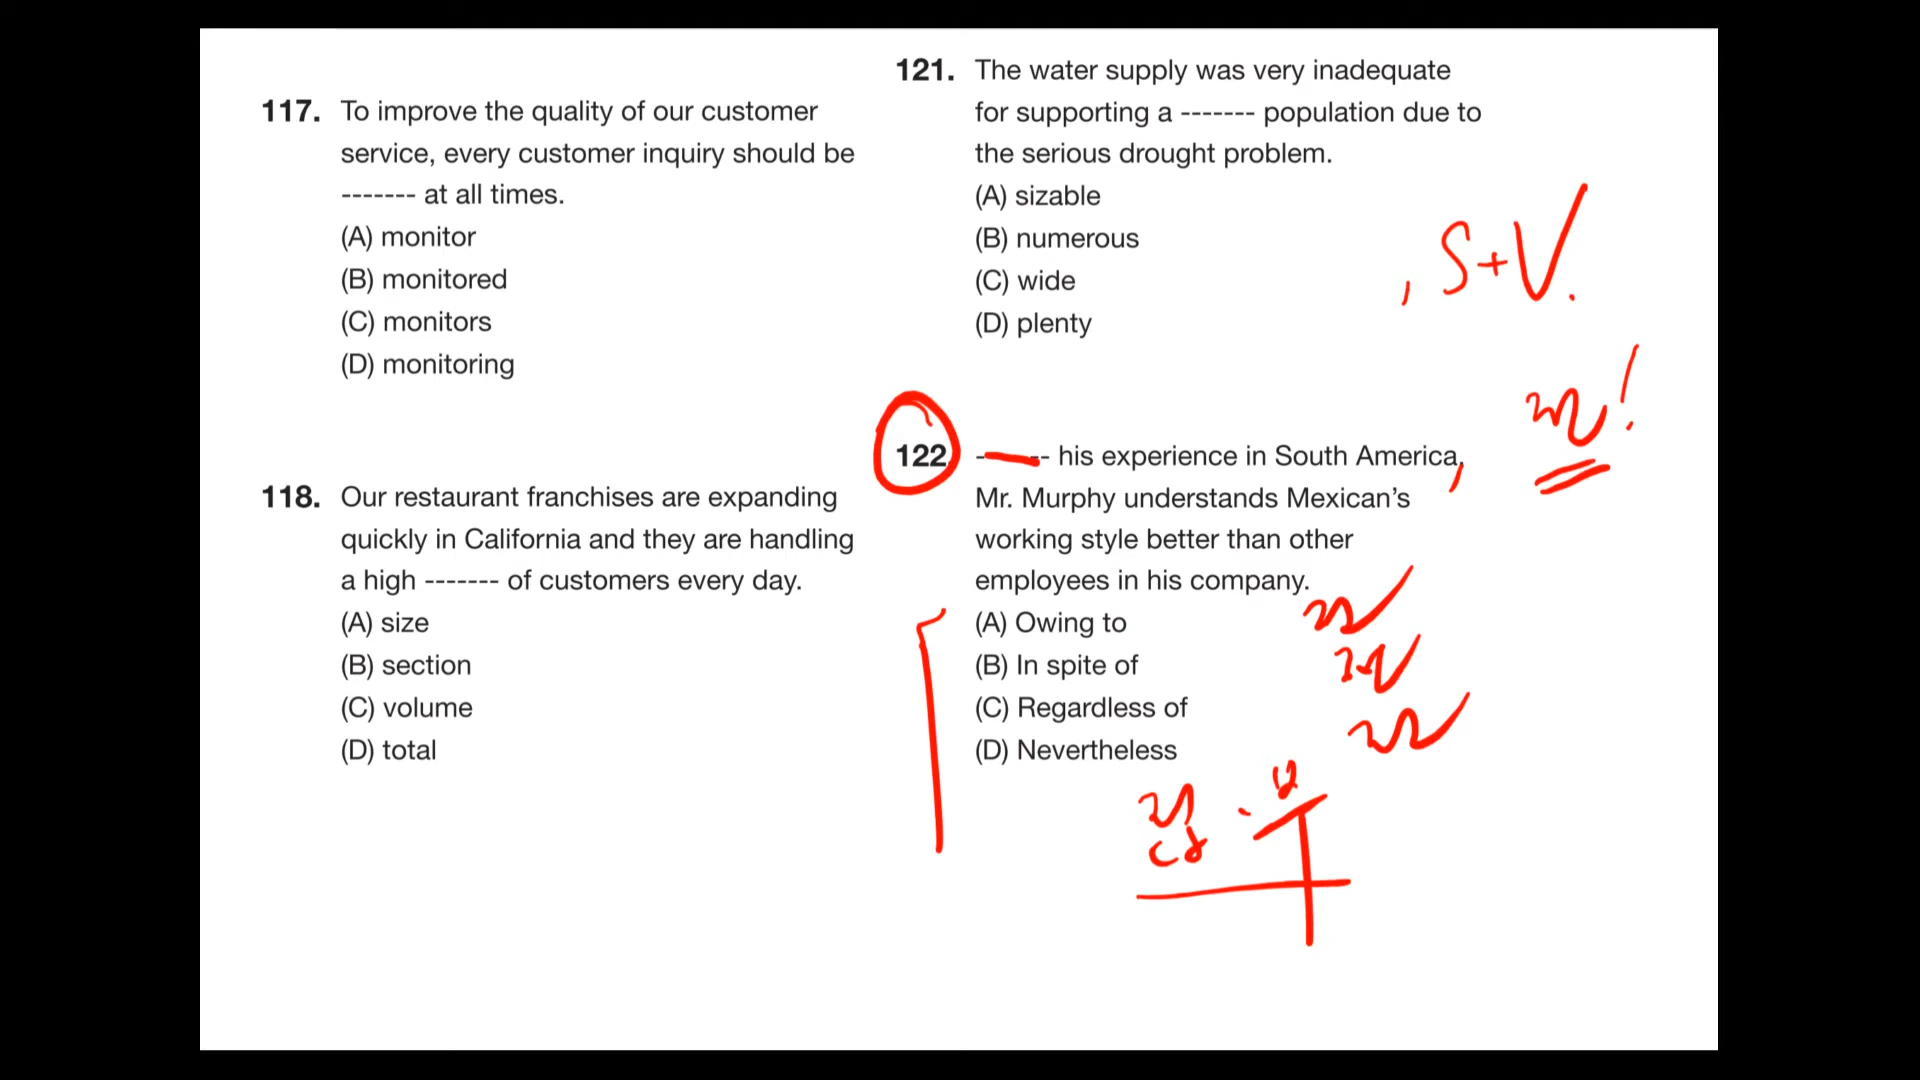 117. To improve the quality of our customer
service, every customer inquiry should be
------- at all times.
(A) monitor
(B) monitored
(C) monitors
(D) monitoring
118. Our restaurant franchises are expanding
quickly in California and they are handling
a high ------- of customers every day.
(A) size
(B) section
(C) volume
(D) total
121. The water supply was very inadequate
for supporting a ------- population due to
the serious drought problem.
(A) sizable
(B) numerous
(C) wide
(D) plenty
, S+V.
122 ------- his experience in South America,
Mr. Murphy understands Mexican’s
working style better than other
employees in his company.
(A) Owing to
(B) In spite of
(C) Regardless of
(D) Nevertheless